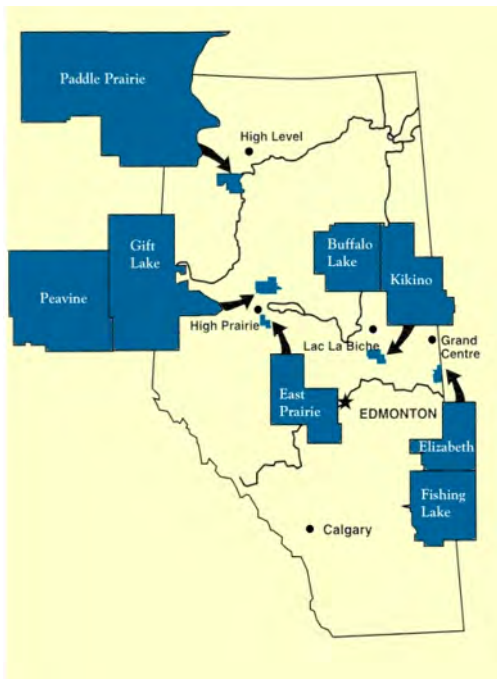 Paddle Prairie
High Level
Gift
Lake
Buffalo
Lake
Kikino
Peavine
High Prairie
Lac La Biche
Grand
Centre
East
Prairie
EDMONTON
Elizabeth
Fishing
Lake
Calgary